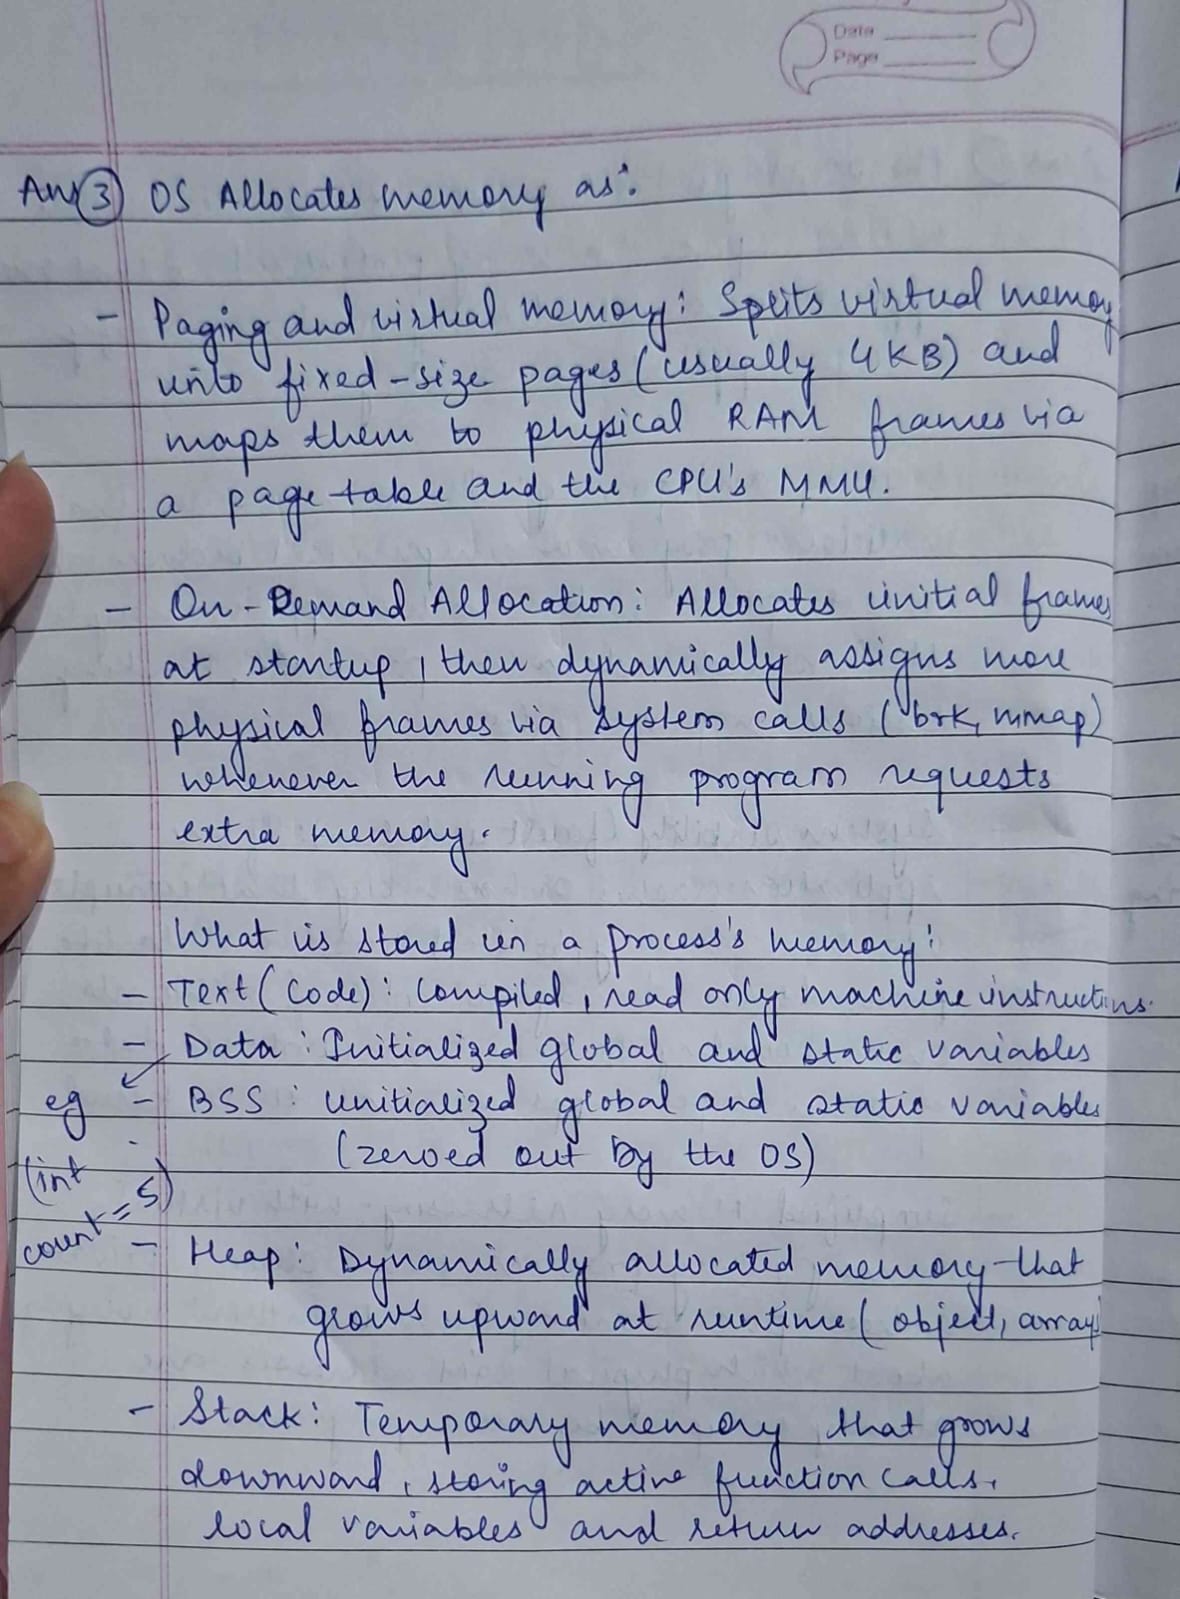 Date
Page
Ans 3 OS Allocates memory as:
- Paging and virtual memory: Splits virtual memory
unto fixed-size pages (usually 4KB) and
maps them to physical RAM frames via
a page table and the CPU's MMU.
- On-Demand Allocation: Allocates initial frames
at startup, then dynamically assigns more
physical frames via system calls (brk, mmap)
whenever the running program requests
extra memory.
What is stored in a process's memory:
- Text (Code): Compiled, read only machine instructions.
- Data: Initialized global and static variables
eg - BSS: unitialized global and static variables
(zeroed out by the OS)
(int
count = 5)
- Heap: Dynamically allocated memory that
grows upward at runtime (object, array)
- Stack: Temporary memory that grows
downward, storing active function calls,
local variables and return addresses.